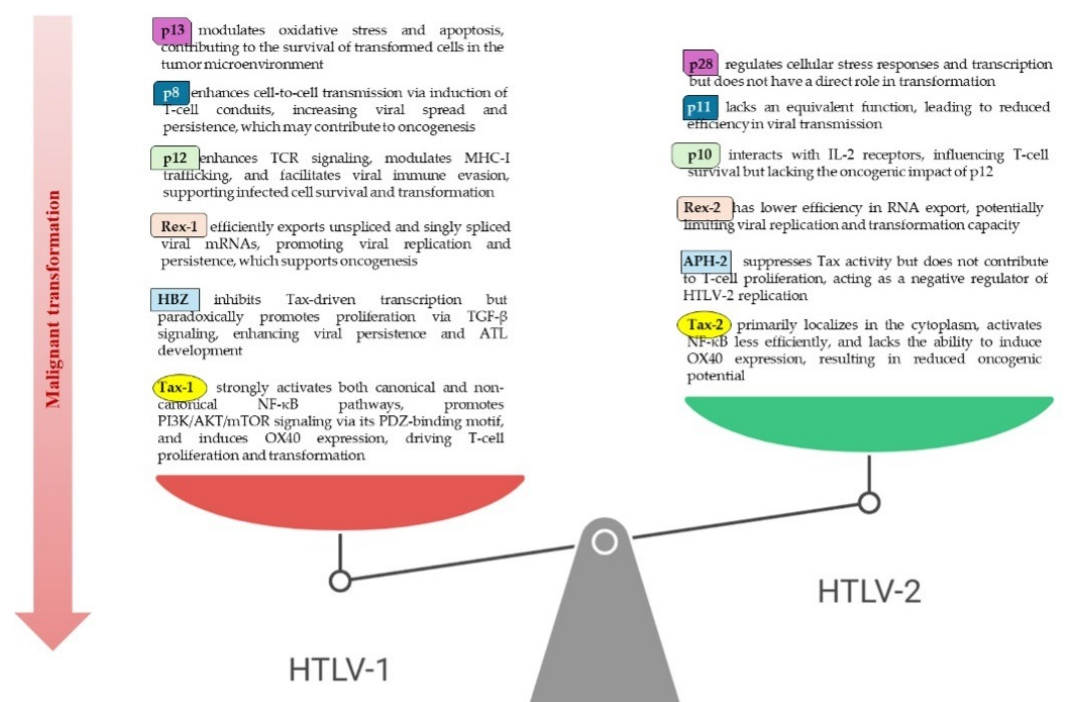 Malignant transformation
p13 modulates oxidative stress and apoptosis,
contributing to the survival of transformed cells in the
tumor microenvironment
p8 enhances cell-to-cell transmission via induction of
T-cell conduits, increasing viral spread and
persistence, which may contribute to oncogenesis
p12 enhances TCR signaling, modulates MHC-I
trafficking, and facilitates viral immune evasion,
supporting infected cell survival and transformation
Rex-1 efficiently exports unspliced and singly spliced
viral mRNAs, promoting viral replication and
persistence, which supports oncogenesis
HBZ inhibits Tax-driven transcription but
paradoxically promotes proliferation via TGF-β
signaling, enhancing viral persistence and ATL
development
Tax-1 strongly activates both canonical and non-
canonical NF-κB pathways, promotes
PI3K/AKT/mTOR signaling via its PDZ-binding motif,
and induces OX40 expression, driving T-cell
proliferation and transformation
HTLV-1
p28 regulates cellular stress responses and transcription
but does not have a direct role in transformation
p11 lacks an equivalent function, leading to reduced
efficiency in viral transmission
p10 interacts with IL-2 receptors, influencing T-cell
survival but lacking the oncogenic impact of p12
Rex-2 has lower efficiency in RNA export, potentially
limiting viral replication and transformation capacity
APH-2 suppresses Tax activity but does not contribute
to T-cell proliferation, acting as a negative regulator of
HTLV-2 replication
Tax-2 primarily localizes in the cytoplasm, activates
NF-κB less efficiently, and lacks the ability to induce
OX40 expression, resulting in reduced oncogenic
potential
HTLV-2